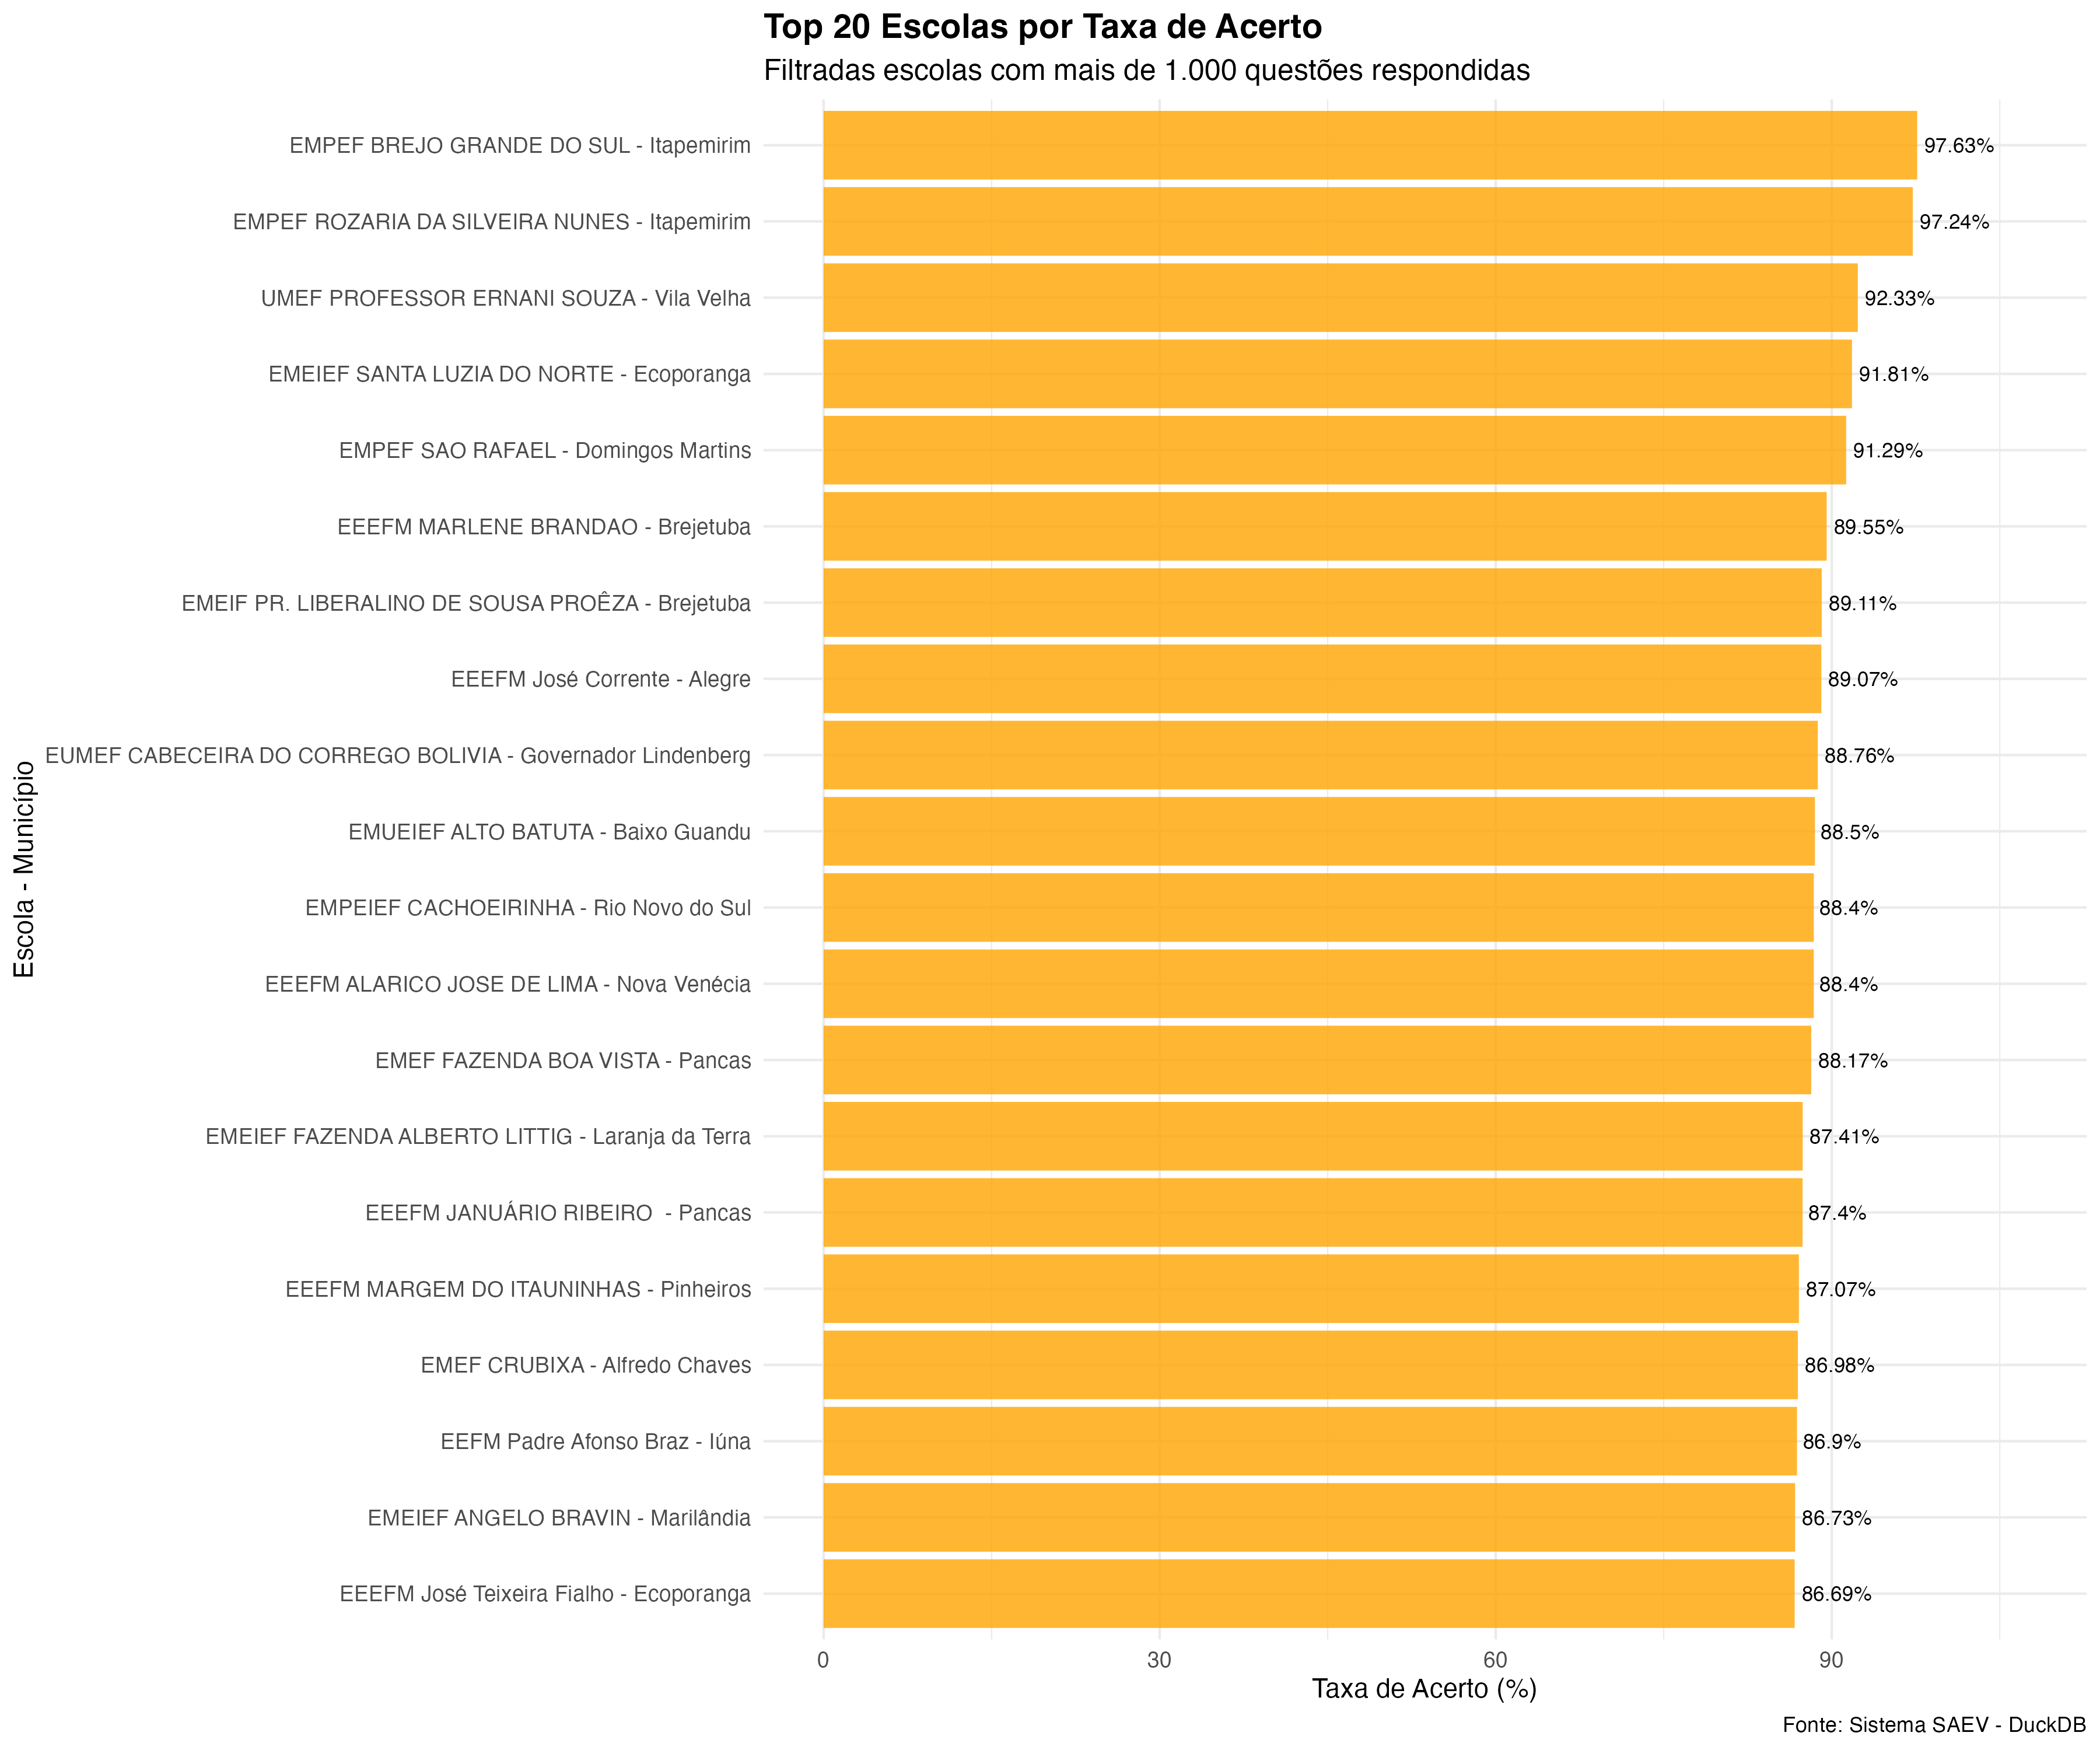 Top 20 Escolas por Taxa de Acerto
Filtradas escolas com mais de 1.000 questões respondidas
Escola - Município
EMPEF BREJO GRANDE DO SUL - Itapemirim 97.63%
EMPEF ROZARIA DA SILVEIRA NUNES - Itapemirim 97.24%
UMEF PROFESSOR ERNANI SOUZA - Vila Velha 92.33%
EMEIEF SANTA LUZIA DO NORTE - Ecoporanga 91.81%
EMPEF SAO RAFAEL - Domingos Martins 91.29%
EEEFM MARLENE BRANDAO - Brejetuba 89.55%
EMEIF PR. LIBERALINO DE SOUSA PROÊZA - Brejetuba 89.11%
EEEFM José Corrente - Alegre 89.07%
EUMEF CABECEIRA DO CORREGO BOLIVIA - Governador Lindenberg 88.76%
EMUEIEF ALTO BATUTA - Baixo Guandu 88.5%
EMPEIEF CACHOEIRINHA - Rio Novo do Sul 88.4%
EEEFM ALARICO JOSE DE LIMA - Nova Venécia 88.4%
EMEF FAZENDA BOA VISTA - Pancas 88.17%
EMEIEF FAZENDA ALBERTO LITTIG - Laranja da Terra 87.41%
EEEFM JANUÁRIO RIBEIRO  - Pancas 87.4%
EEEFM MARGEM DO ITAUNINHAS - Pinheiros 87.07%
EMEF CRUBIXA - Alfredo Chaves 86.98%
EEFM Padre Afonso Braz - Iúna 86.9%
EMEIEF ANGELO BRAVIN - Marilândia 86.73%
EEEFM José Teixeira Fialho - Ecoporanga 86.69%
0 30 60 90
Taxa de Acerto (%)
Fonte: Sistema SAEV - DuckDB